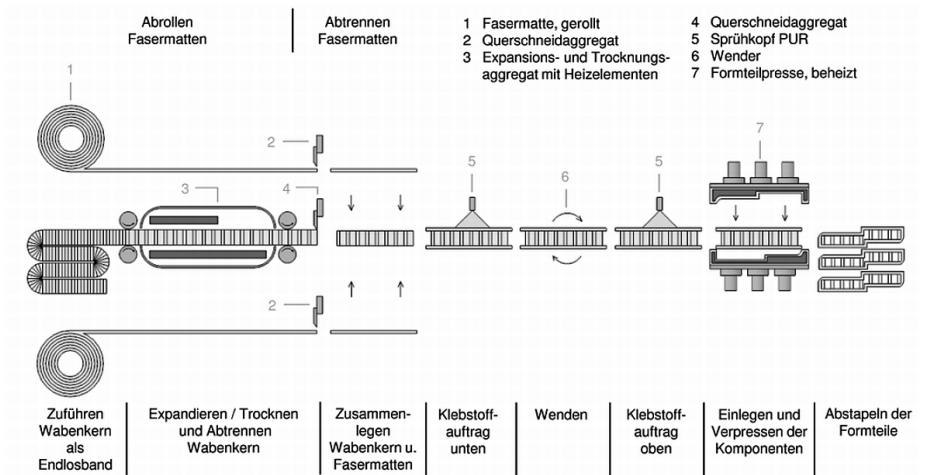 Abrollen
Fasermatten
Abtrennen
Fasermatten
1 Fasermatte, gerollt
2 Querschneidaggregat
3 Expansions- und Trocknungs-
aggregat mit Heizelementen
4 Querschneidaggregat
5 Sprühkopf PUR
6 Wender
7 Formteilpresse, beheizt
1
2
3
4
5
6
5
7
2
Zuführen
Wabenkern
als
Endlosband
Expandieren / Trocknen
und Abtrennen
Wabenkern
Zusammen-
legen
Wabenkern u.
Fasermatten
Klebstoff-
auftrag
unten
Wenden
Klebstoff-
auftrag
oben
Einlegen und
Verpressen der
Komponenten
Abstapeln der
Formteile